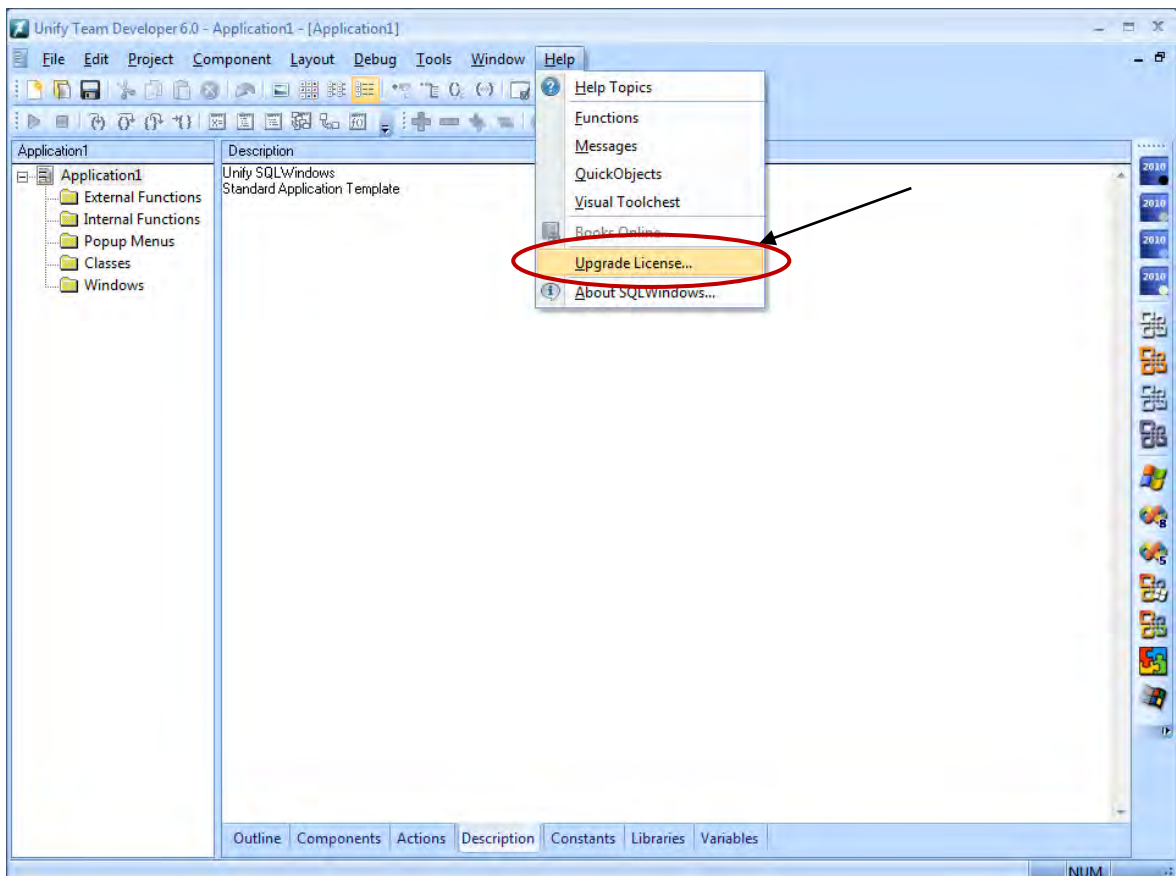 Unify Team Developer 6.0 - Application1 - [Application1]
File Edit Project Component Layout Debug Tools Window Help
Help Topics
Functions
Messages
QuickObjects
Visual Toolchest
Books Online
Upgrade License...
About SQLWindows...
Application1
Description
Application1
External Functions
Internal Functions
Popup Menus
Classes
Windows
Unify SQLWindows
Standard Application Template
2010
2010
2010
2010
8
5
Outline Components Actions Description Constants Libraries Variables
NUM